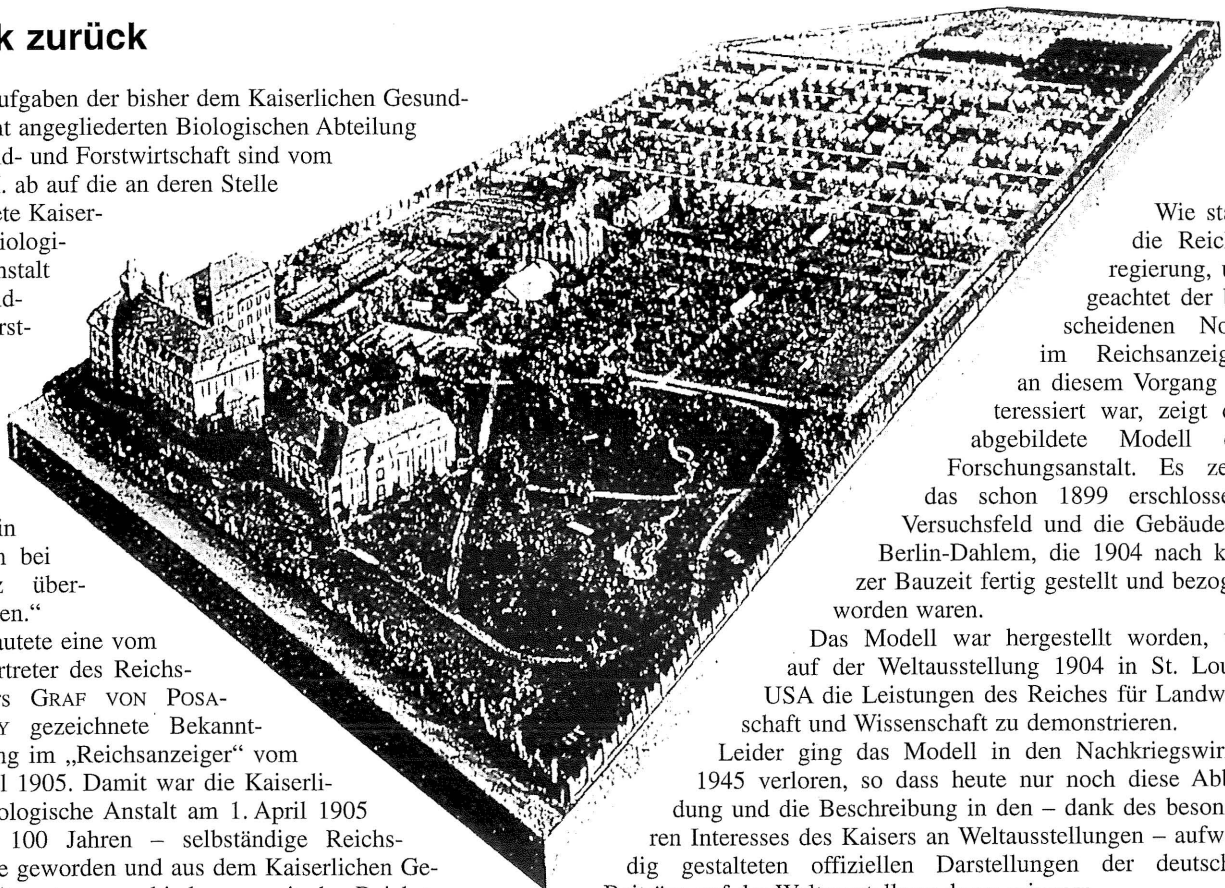 k zurück
ufgaben der bisher dem Kaiserlichen Gesund-
nt angegliederten Biologischen Abteilung
nd- und Forstwirtschaft sind vom
ab auf die an deren Stelle
ete Kaiser-
iologi-
nstalt
nd-
rst-
in
n bei
z über-
en.“
autete eine vom
rtreter des Reichs-
rs GRAF VON POSA-
Y gezeichnete Bekannt-
ng im „Reichsanzeiger“ vom
l 1905. Damit war die Kaiserli-
ologische Anstalt am 1. April 1905
100 Jahren – selbständige Reichs-
e geworden und aus dem Kaiserlichen Ge-
Wie sta
die Reich
regierung, u
geachtet der b
scheidenen No
im Reichsanzeig
an diesem Vorgang
teressiert war, zeigt d
abgebildete Modell d
Forschungsanstalt. Es ze
das schon 1899 erschlosse
Versuchsfeld und die Gebäude
Berlin-Dahlem, die 1904 nach k
zer Bauzeit fertig gestellt und bezog
worden waren.
Das Modell war hergestellt worden,
auf der Weltausstellung 1904 in St. Lou
USA die Leistungen des Reiches für Landw
schaft und Wissenschaft zu demonstrieren.
Leider ging das Modell in den Nachkriegswir
1945 verloren, so dass heute nur noch diese Abb
dung und die Beschreibung in den – dank des beson
ren Interesses des Kaisers an Weltausstellungen – aufw
dig gestalteten offiziellen Darstellungen der deutsch